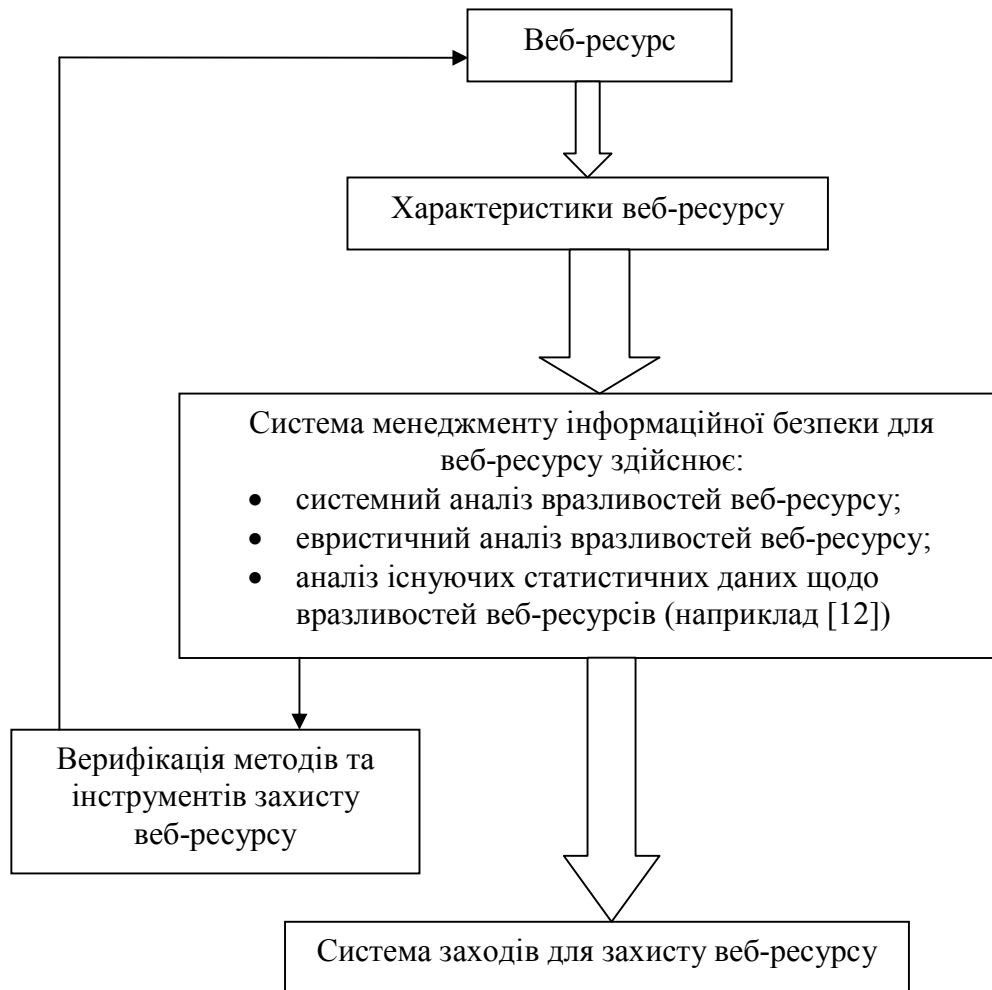 Веб-ресурс
Характеристики веб-ресурсу
Система менеджменту інформаційної безпеки для
веб-ресурсу здійснює:
• системний аналіз вразливостей веб-ресурсу;
• евристичний аналіз вразливостей веб-ресурсу;
• аналіз існуючих статистичних даних щодо
вразливостей веб-ресурсів (наприклад [12])
Верифікація методів та
інструментів захисту
веб-ресурсу
Система заходів для захисту веб-ресурсу